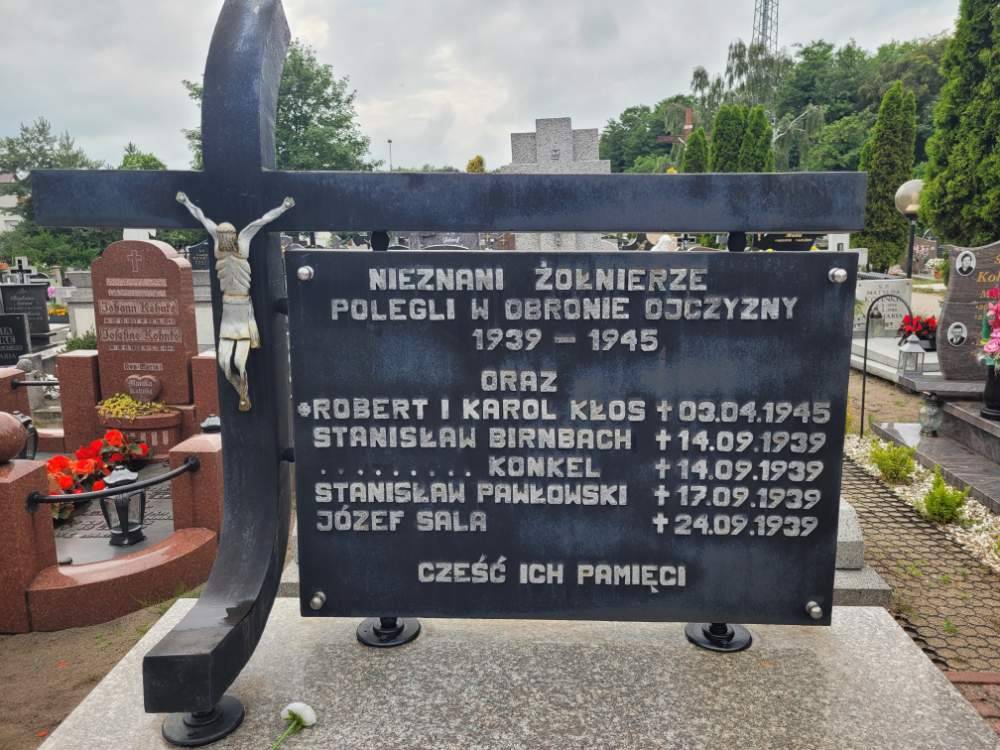 NIEZNANI ŻOŁNIERZE
POLEGLI W OBRONIE OJCZYZNY
1939 – 1945
ORAZ
*ROBERT I KAROL KŁOS ✝ 03.04.1945
STANISŁAW BIRNBACH ✝ 14.09.1939
......... KONKEL ✝ 14.09.1939
STANISŁAW PAWŁOWSKI ✝ 17.09.1939
JÓZEF SALA ✝ 24.09.1939
CZEŚĆ ICH PAMIĘCI
Monika